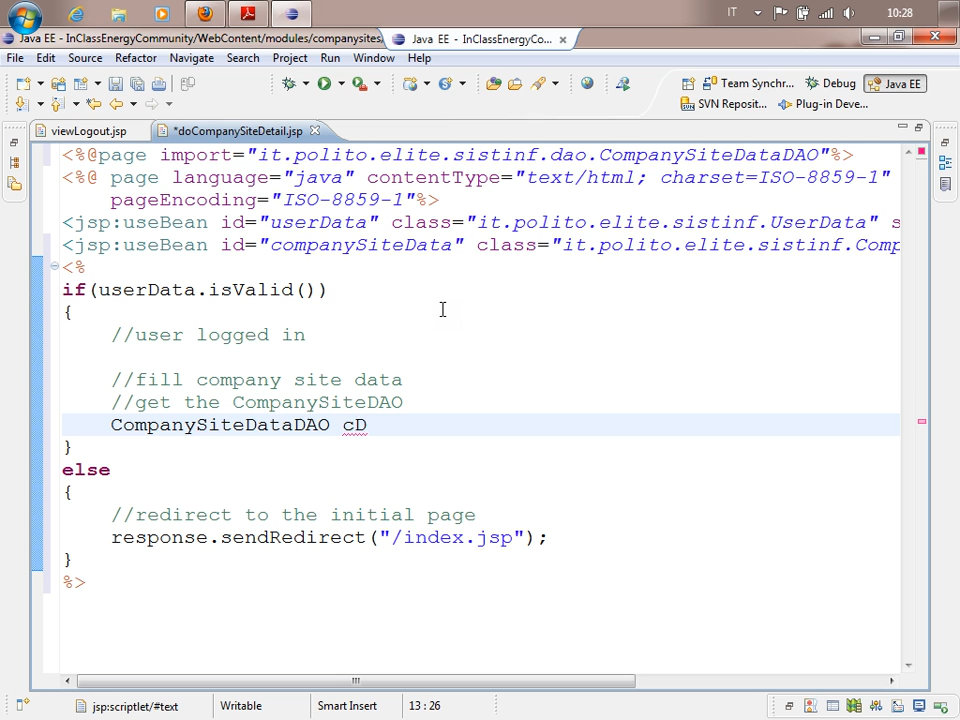 IT
10:28
Java EE - InClassEnergyCommunity/WebContent/modules/companysites
Java EE - InClassEnergyCo...
File Edit Source Refactor Navigate Search Project Run Window Help
Team Synchr... Debug Java EE
SVN Reposit... Plug-in Deve...
viewLogout.jsp *doCompanySiteDetail.jsp
<%@page import="it.polito.elite.sistinf.dao.CompanySiteDataDAO"%>
<%@ page language="java" contentType="text/html; charset=ISO-8859-1"
pageEncoding="ISO-8859-1"%>
<jsp:useBean id="userData" class="it.polito.elite.sistinf.UserData" s
<jsp:useBean id="companySiteData" class="it.polito.elite.sistinf.Comp
<%
if(userData.isValid())
{
//user logged in
//fill company site data
//get the CompanySiteDAO
CompanySiteDataDAO cD
}
else
{
//redirect to the initial page
response.sendRedirect("/index.jsp");
}
%>
jsp:scriptlet/#text Writable Smart Insert 13 : 26